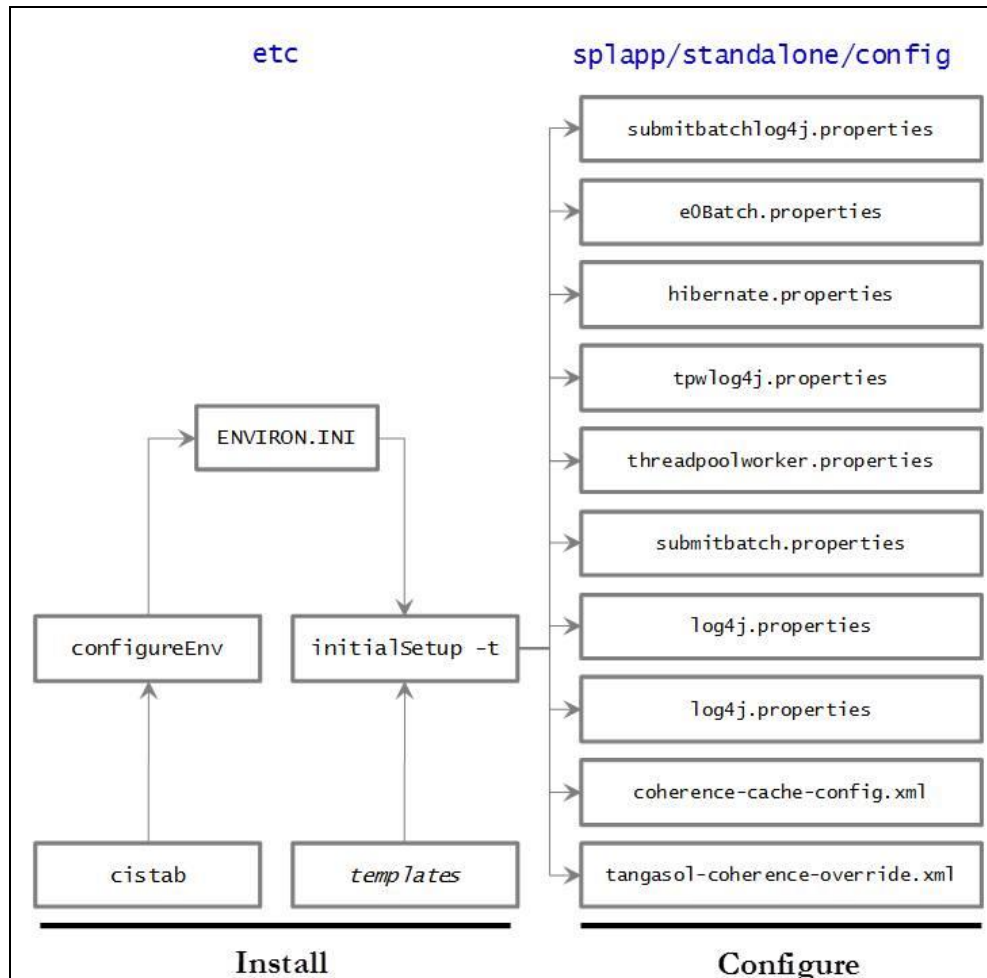 etc
splapp/standalone/config
submitbatchlog4j.properties
e0Batch.properties
hibernate.properties
tpwlog4j.properties
ENVIRON.INI
threadpoolworker.properties
submitbatch.properties
configureEnv
initialSetup -t
log4j.properties
log4j.properties
coherence-cache-config.xml
cistab
templates
tangasol-coherence-override.xml
Install
Configure